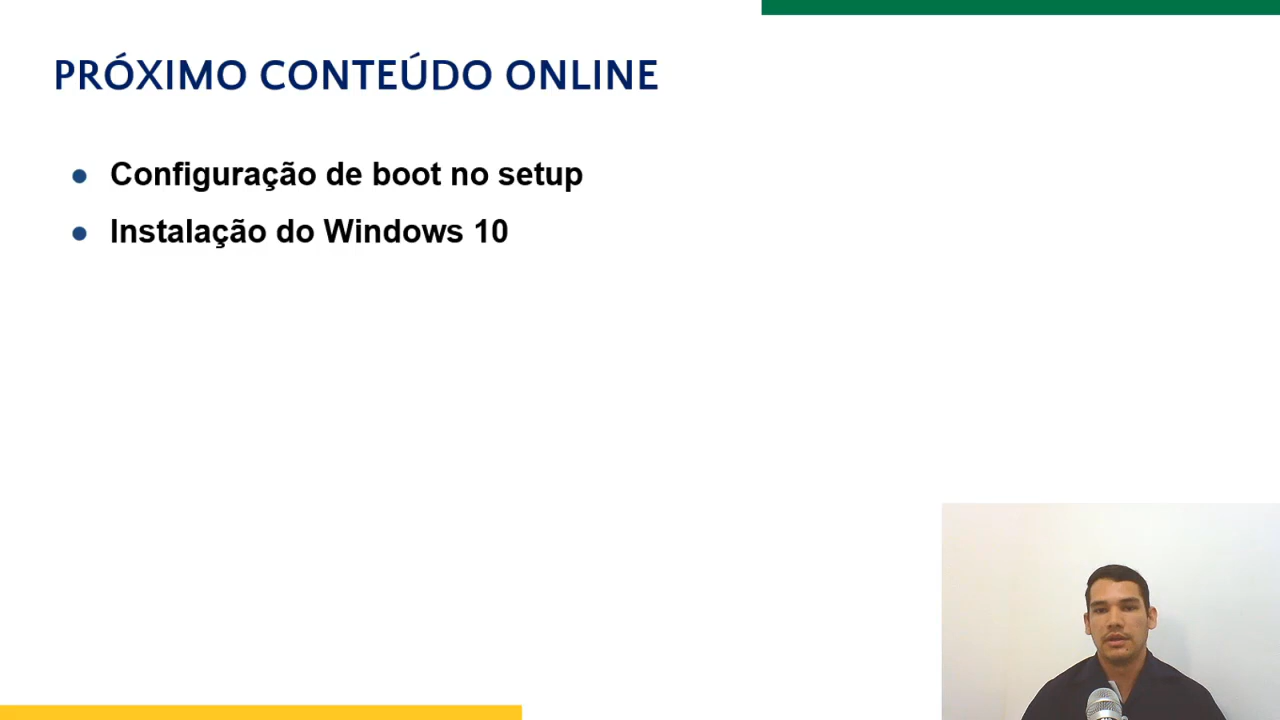 PRÓXIMO CONTEÚDO ONLINE
● Configuração de boot no setup
● Instalação do Windows 10